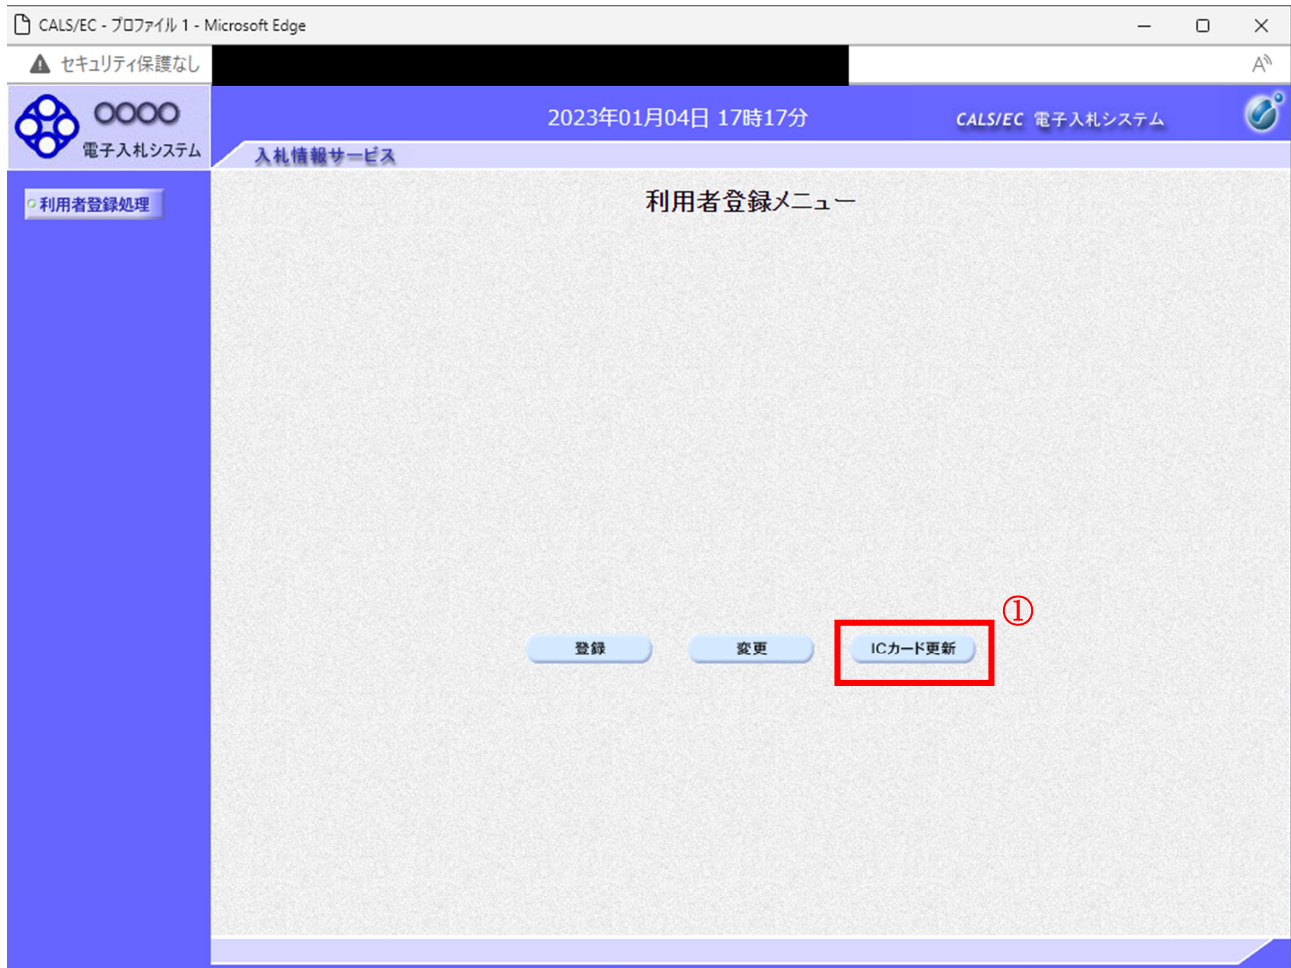 CALS/EC - プロファイル 1 - Microsoft Edge
セキュリティ保護なし
A
OOOO
電子入札システム
2023年01月04日 17時17分
CALS/EC 電子入札システム
入札情報サービス
利用者登録処理
利用者登録メニュー
①
登録
変更
ICカード更新